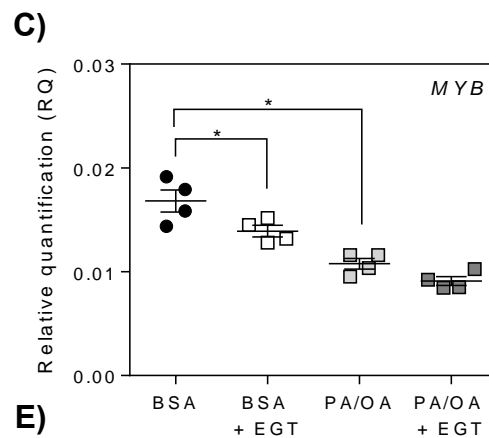 C)
0.03
MYB
*
*
0.02
0.01
0.00
Relative quantification (RQ)
BSA
BSA
+ EGT
PA/OA
PA/OA
+ EGT
E)